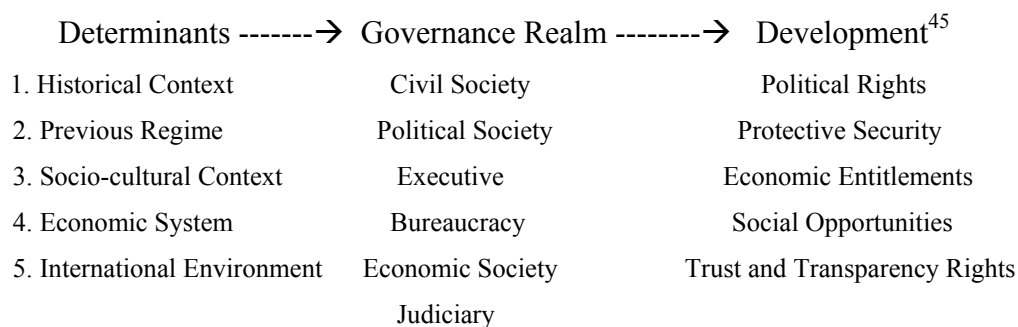 Determinants -------→ Governance Realm --------→ Development45
1. Historical Context Civil Society Political Rights
2. Previous Regime Political Society Protective Security
3. Socio-cultural Context Executive Economic Entitlements
4. Economic System Bureaucracy Social Opportunities
5. International Environment Economic Society Trust and Transparency Rights
Judiciary